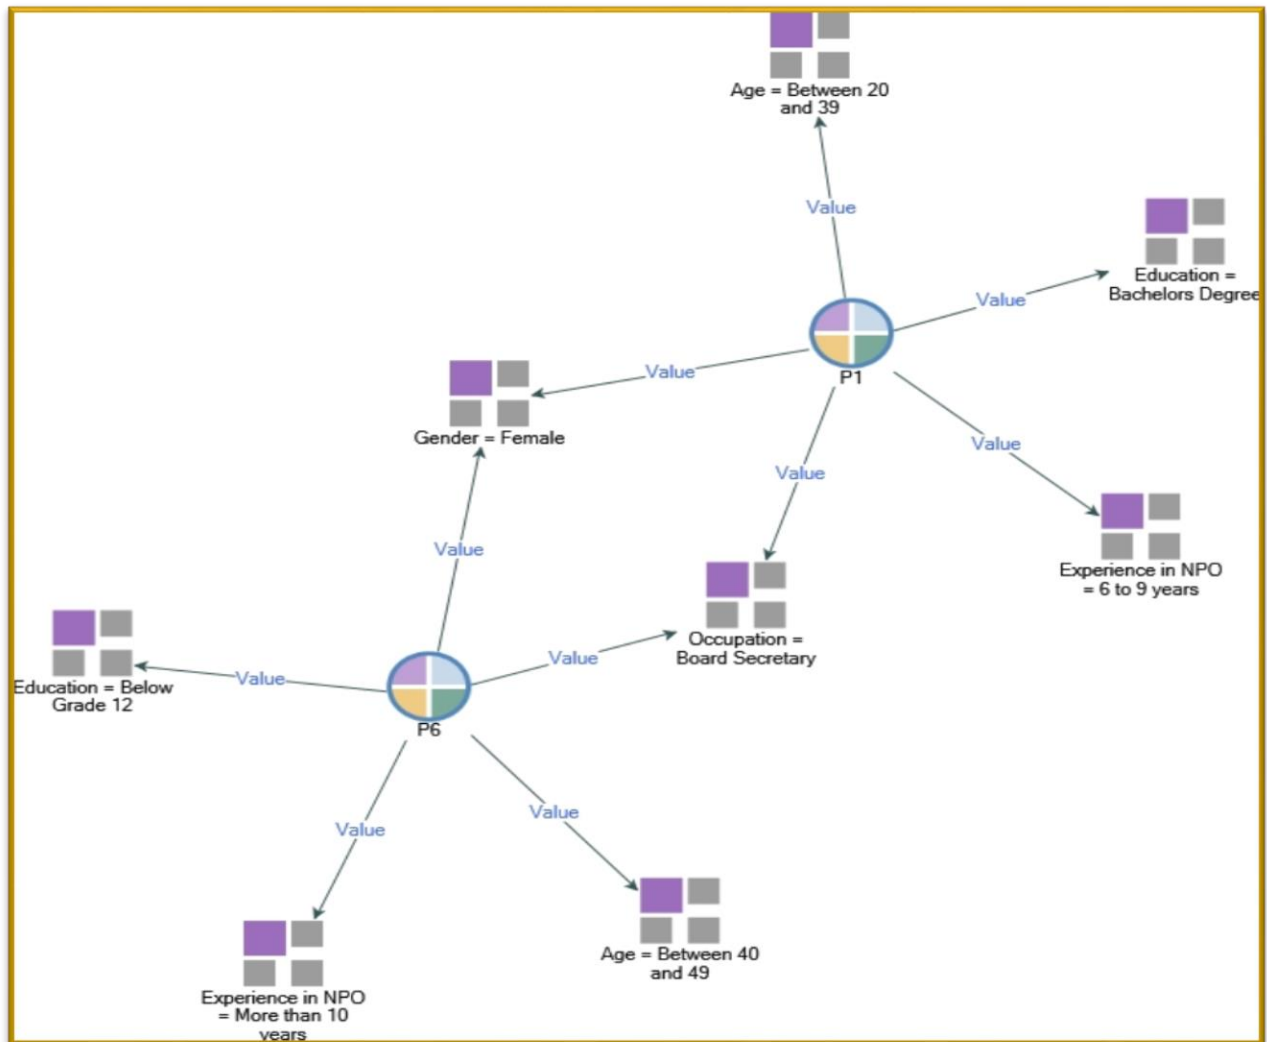 Age = Between 20
and 39
Value
Education =
Bachelors Degree
Value
P1
Value
Gender = Female
Value
Value
Experience in NPO
= 6 to 9 years
Value
Occupation =
Board Secretary
Value
Education = Below
Grade 12
Value
P6
Value
Value
Age = Between 40
and 49
Experience in NPO
= More than 10
years